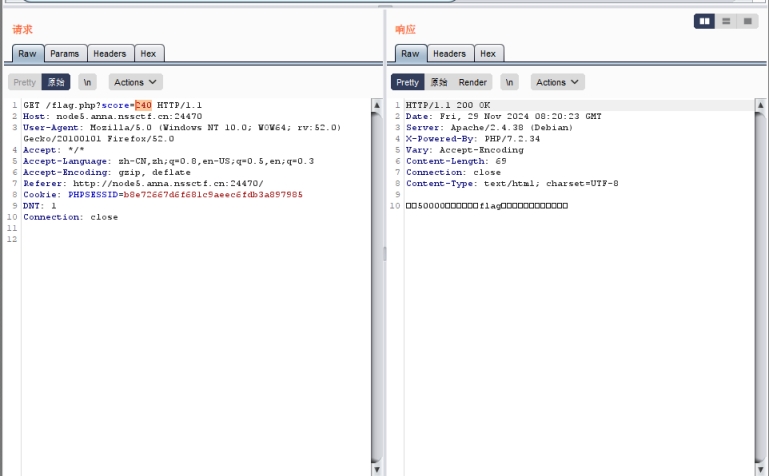 请求
Raw Params Headers Hex
Pretty 原始 \n Actions
1 GET /flag.php?score=240 HTTP/1.1
2 Host: node5.anna.nssctf.cn:24470
3 User-Agent: Mozilla/5.0 (Windows NT 10.0; WOW64; rv:52.0)
Gecko/20100101 Firefox/52.0
4 Accept: */*
5 Accept-Language: zh-CN,zh;q=0.8,en-US;q=0.5,en;q=0.3
6 Accept-Encoding: gzip, deflate
7 Referer: http://node5.anna.nssctf.cn:24470/
8 Cookie: PHPSESSID=b8e72667d6f681c9aeec6fdb3a897985
9 DNT: 1
10 Connection: close
11
12
响应
Raw Headers Hex
Pretty 原始 Render \n Actions
1 HTTP/1.1 200 OK
2 Date: Fri, 29 Nov 2024 08:20:23 GMT
3 Server: Apache/2.4.38 (Debian)
4 X-Powered-By: PHP/7.2.34
5 Vary: Accept-Encoding
6 Content-Length: 69
7 Connection: close
8 Content-Type: text/html; charset=UTF-8
9
10 □□50000□□□□□□flag□□□□□□□□□□□□